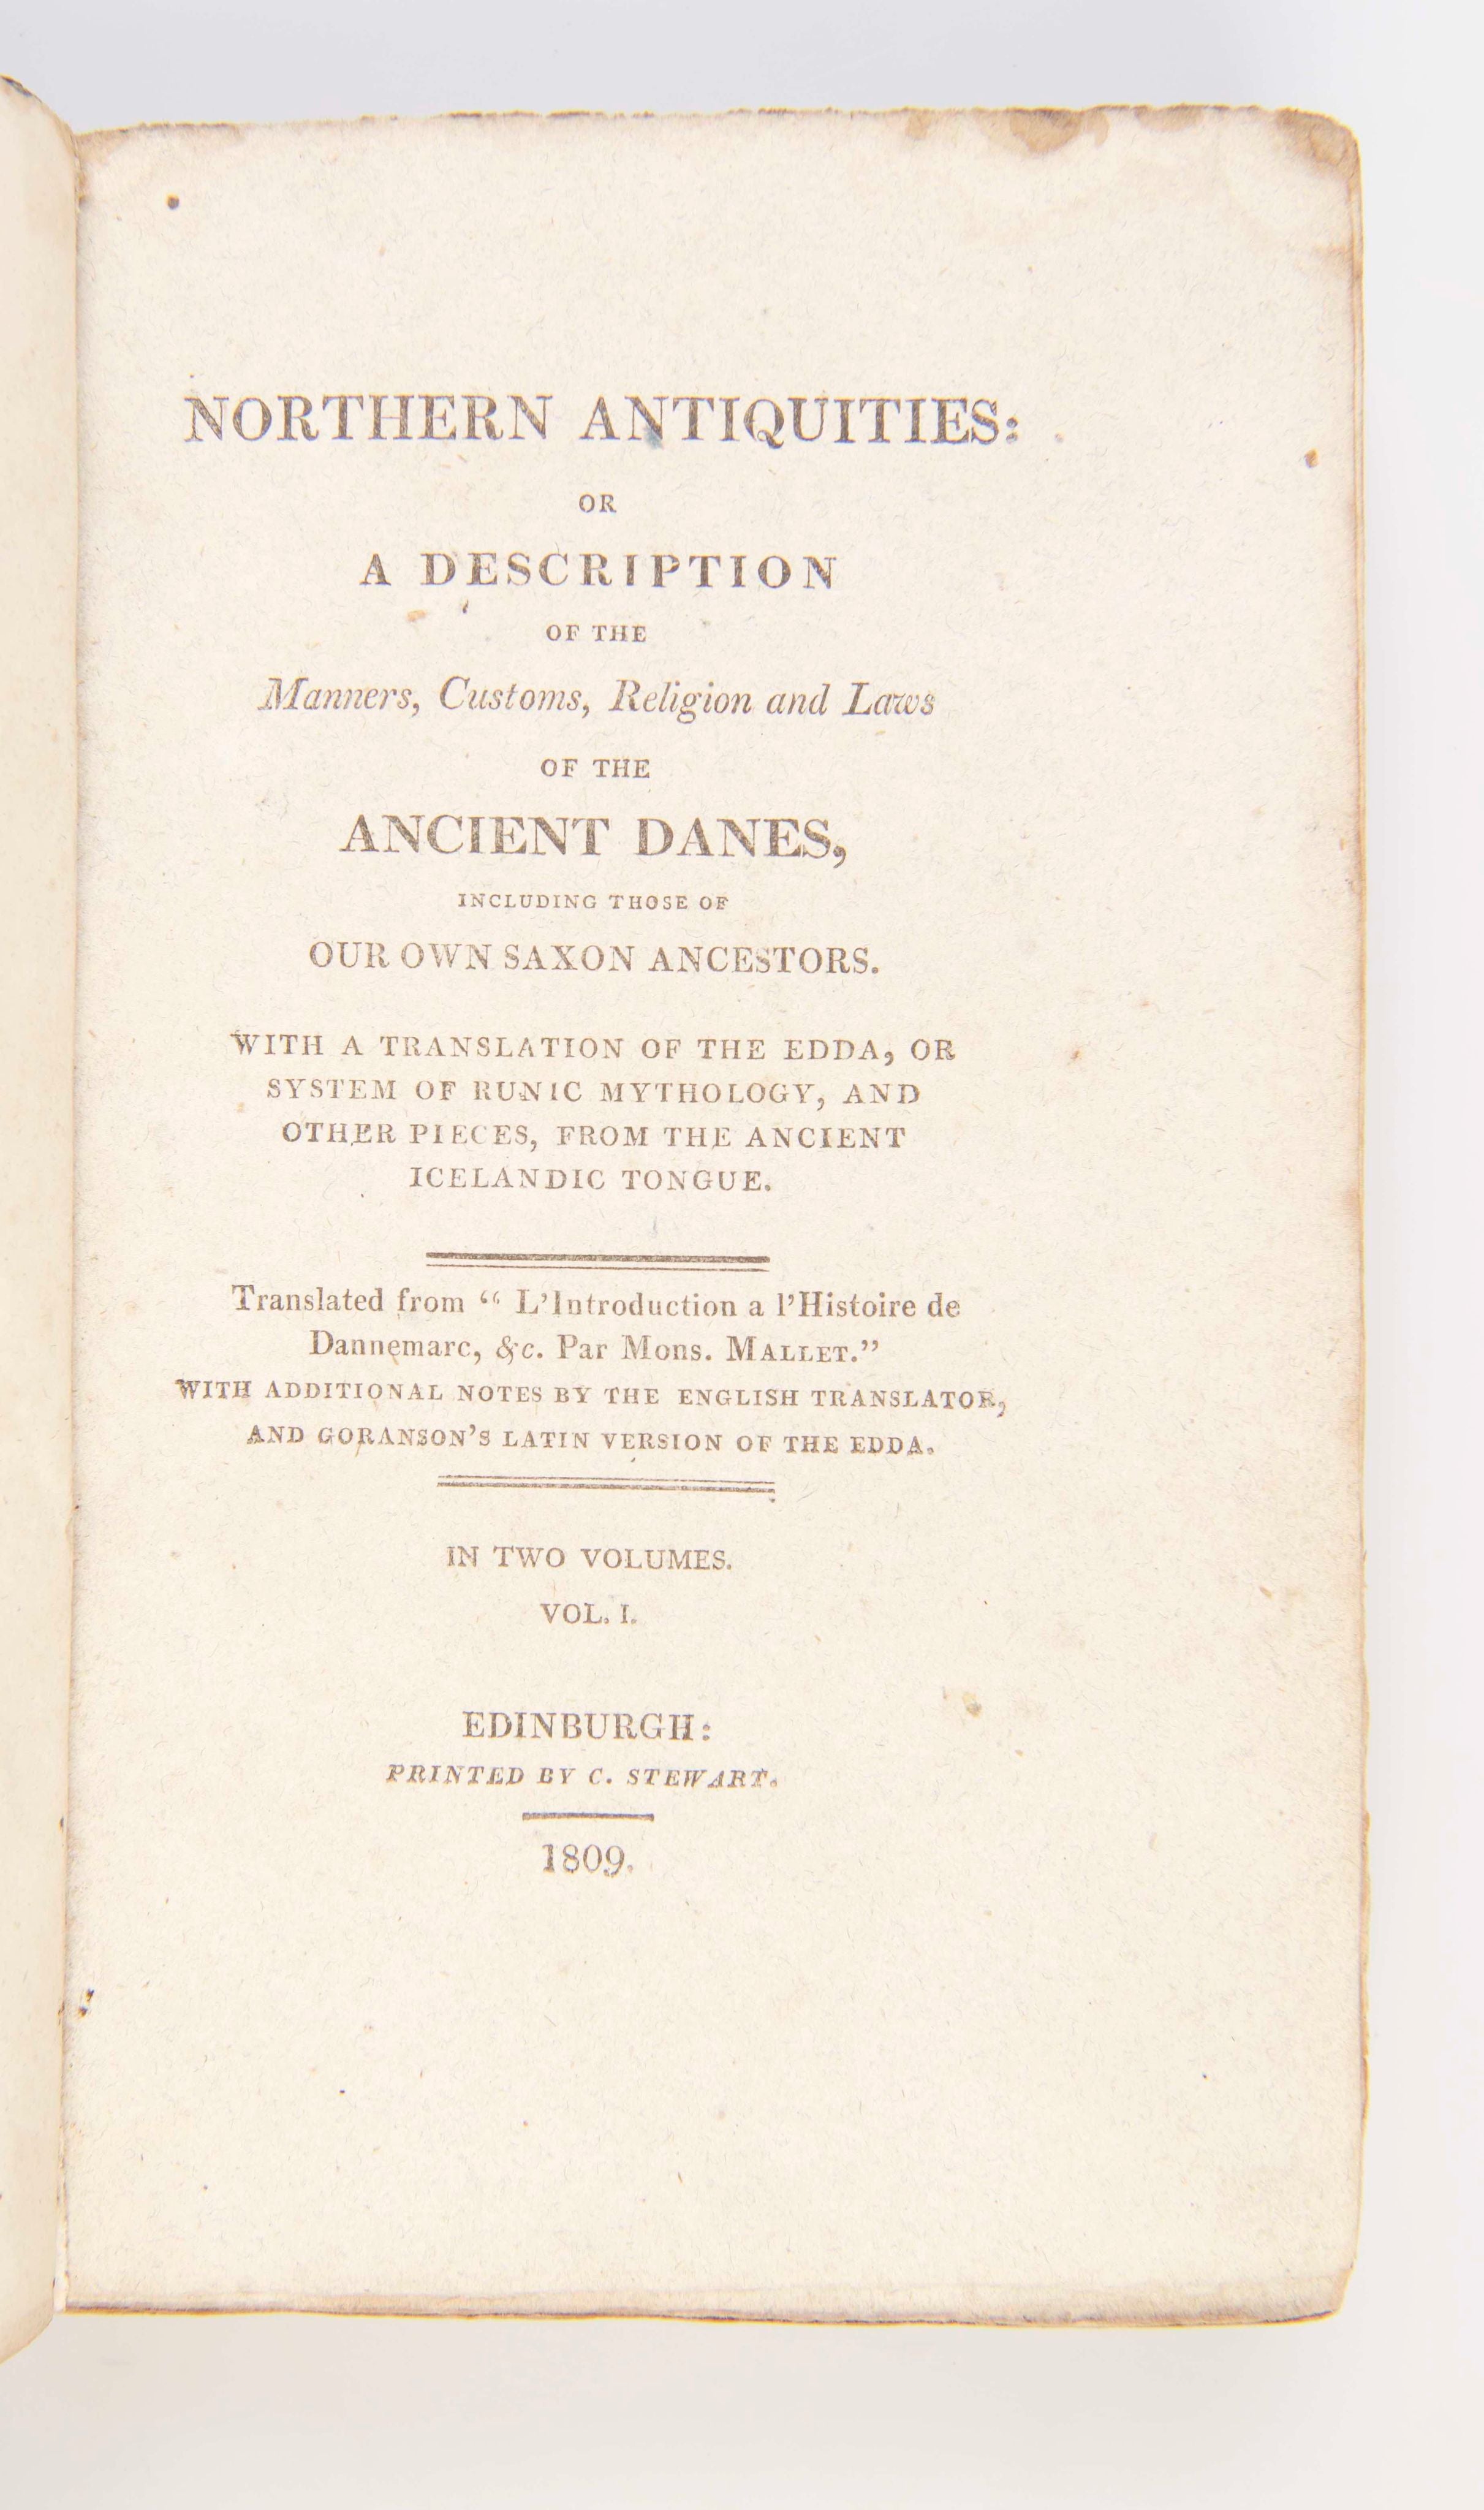 NORTHERN ANTIQUITIES:
OR
A DESCRIPTION
OF THE
Manners, Customs, Religion and Laws
OF THE
ANCIENT DANES,
INCLUDING THOSE OF
OUR OWN SAXON ANCESTORS.
WITH A TRANSLATION OF THE EDDA, OR
SYSTEM OF RUNIC MYTHOLOGY, AND
OTHER PIECES, FROM THE ANCIENT
ICELANDIC TONGUE.
Translated from “ L’Introduction a l’Histoire de
Dannemarc, &c. Par Mons. MALLET.”
WITH ADDITIONAL NOTES BY THE ENGLISH TRANSLATOR,
AND GORANSON’S LATIN VERSION OF THE EDDA.
IN TWO VOLUMES.
VOL. I.
EDINBURGH:
PRINTED BY C. STEWART.
1809.